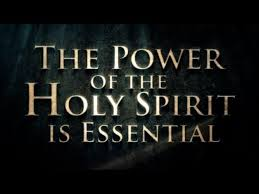 The Power
of the
Holy Spirit
is Essential